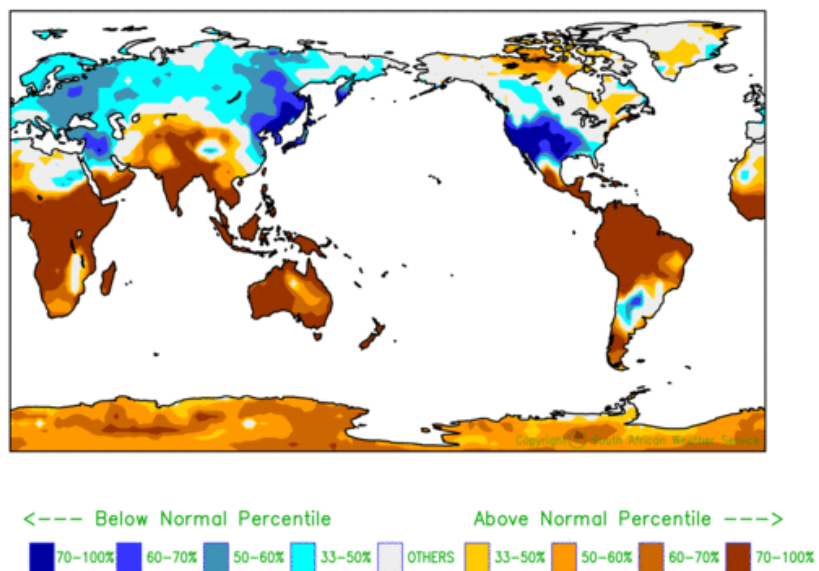 Copyright© South African Weather Service
<--- Below Normal Percentile
Above Normal Percentile --->
70-100% 60-70% 50-60% 33-50% OTHERS 33-50% 50-60% 60-70% 70-100%